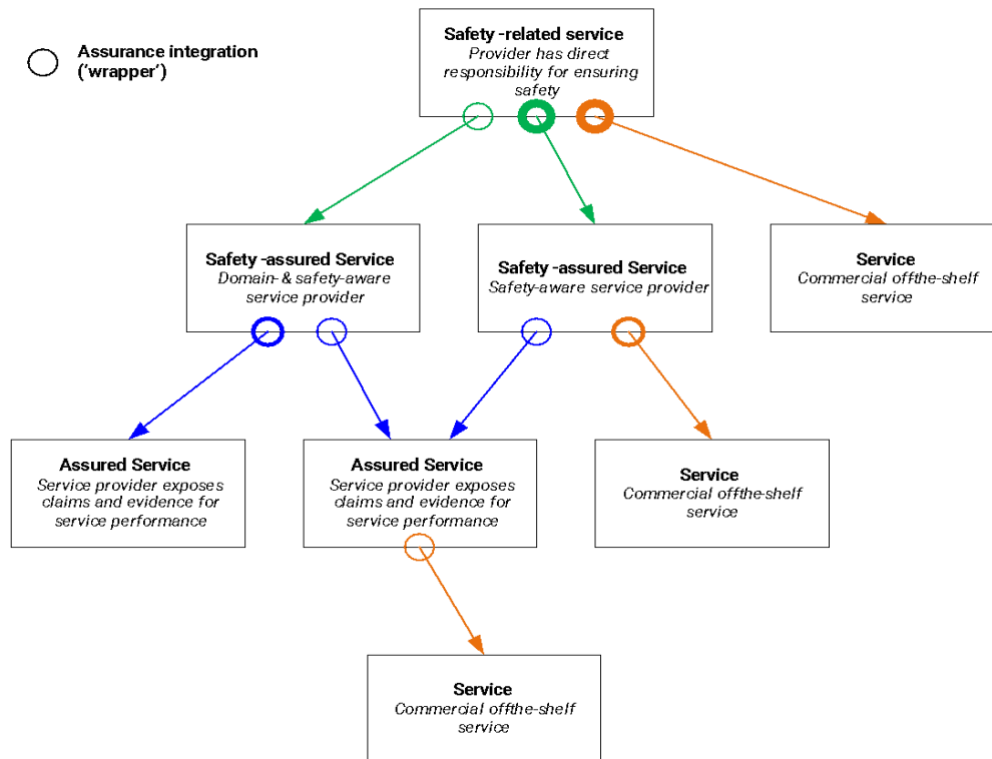 Assurance integration
('wrapper')
Safety -related service
Provider has direct
responsibility for ensuring
safety
Safety -assured Service
Domain- & safety-aware
service provider
Safety -assured Service
Safety-aware service provider
Service
Commercial offthe-shelf
service
Assured Service
Service provider exposes
claims and evidence for
service performance
Assured Service
Service provider exposes
claims and evidence for
service performance
Service
Commercial offthe-shelf
service
Service
Commercial offthe-shelf
service